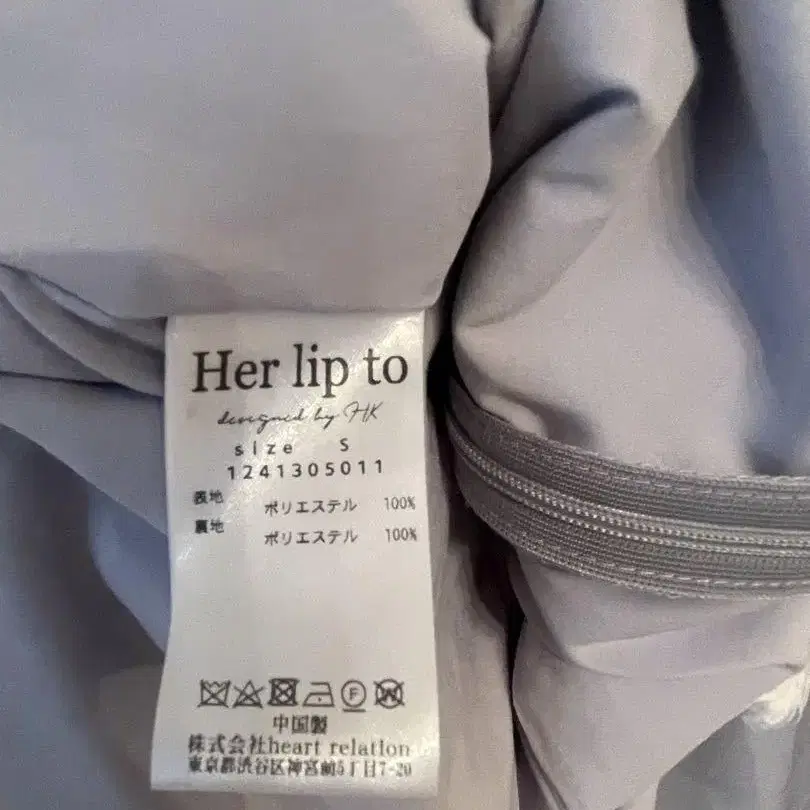 Her lip to
designed by HK
size S
1241305011
表地 ポリエステル 100%
裏地 ポリエステル 100%
F W
中国製
株式会社heart relation
東京都渋谷区神宮前5丁目7-20